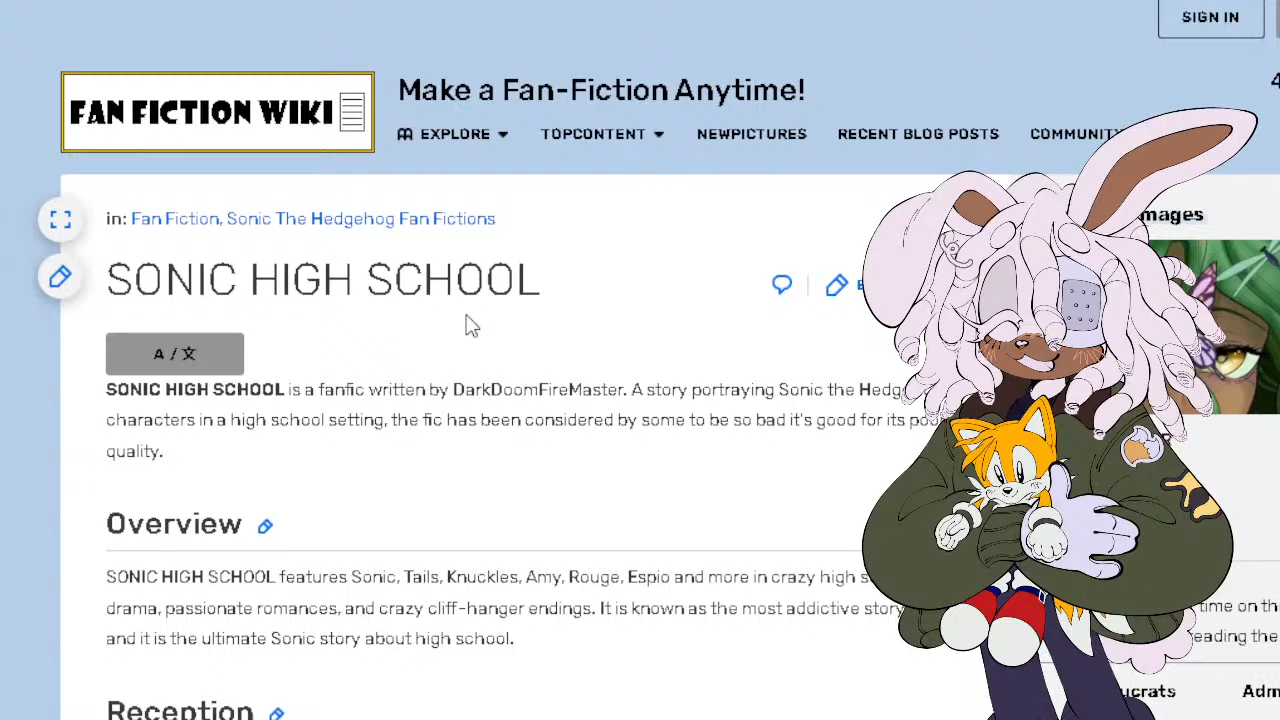 SIGN IN
FAN FICTION WIKI
Make a Fan-Fiction Anytime!
EXPLORE
TOPCONTENT
NEWPICTURES
RECENT BLOG POSTS
COMMUNITY
in: Fan Fiction, Sonic The Hedgehog Fan Fictions
SONIC HIGH SCHOOL
A / 文
SONIC HIGH SCHOOL is a fanfic written by DarkDoomFireMaster. A story portraying Sonic the
characters in a high school setting, the fic has been considered by some to be so bad it's good for its
quality.
Overview
SONIC HIGH SCHOOL features Sonic, Tails, Knuckles, Amy, Rouge, Espio and more in crazy high
drama, passionate romances, and crazy cliff-hanger endings. It is known as the most addictive story
and it is the ultimate Sonic story about high school.
Reception
time on
the